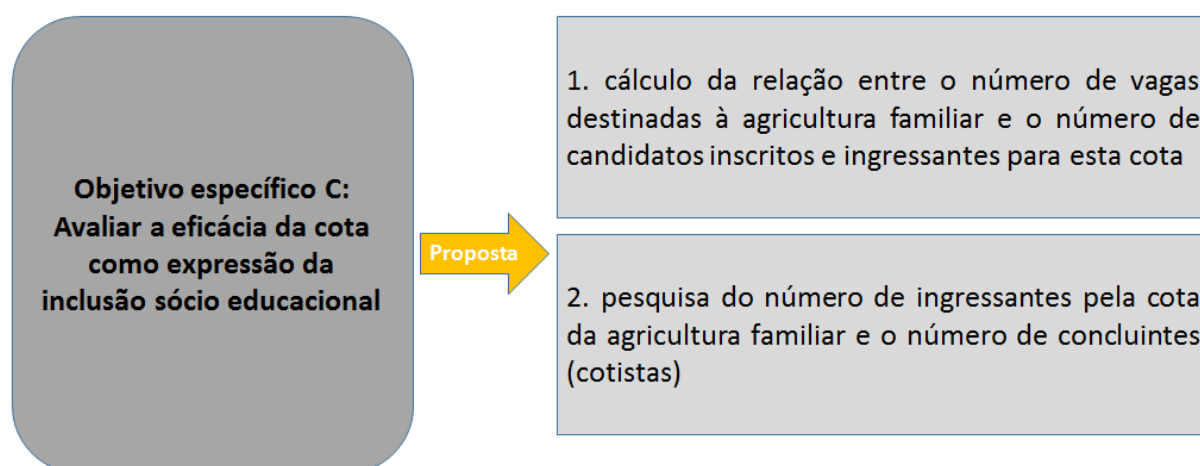 Objetivo específico C:
Avaliar a eficácia da cota
como expressão da
inclusão sócio educacional
Proposta
1. cálculo da relação entre o número de vagas
destinadas à agricultura familiar e o número de
candidatos inscritos e ingressantes para esta cota
2. pesquisa do número de ingressantes pela cota
da agricultura familiar e o número de concluintes
(cotistas)